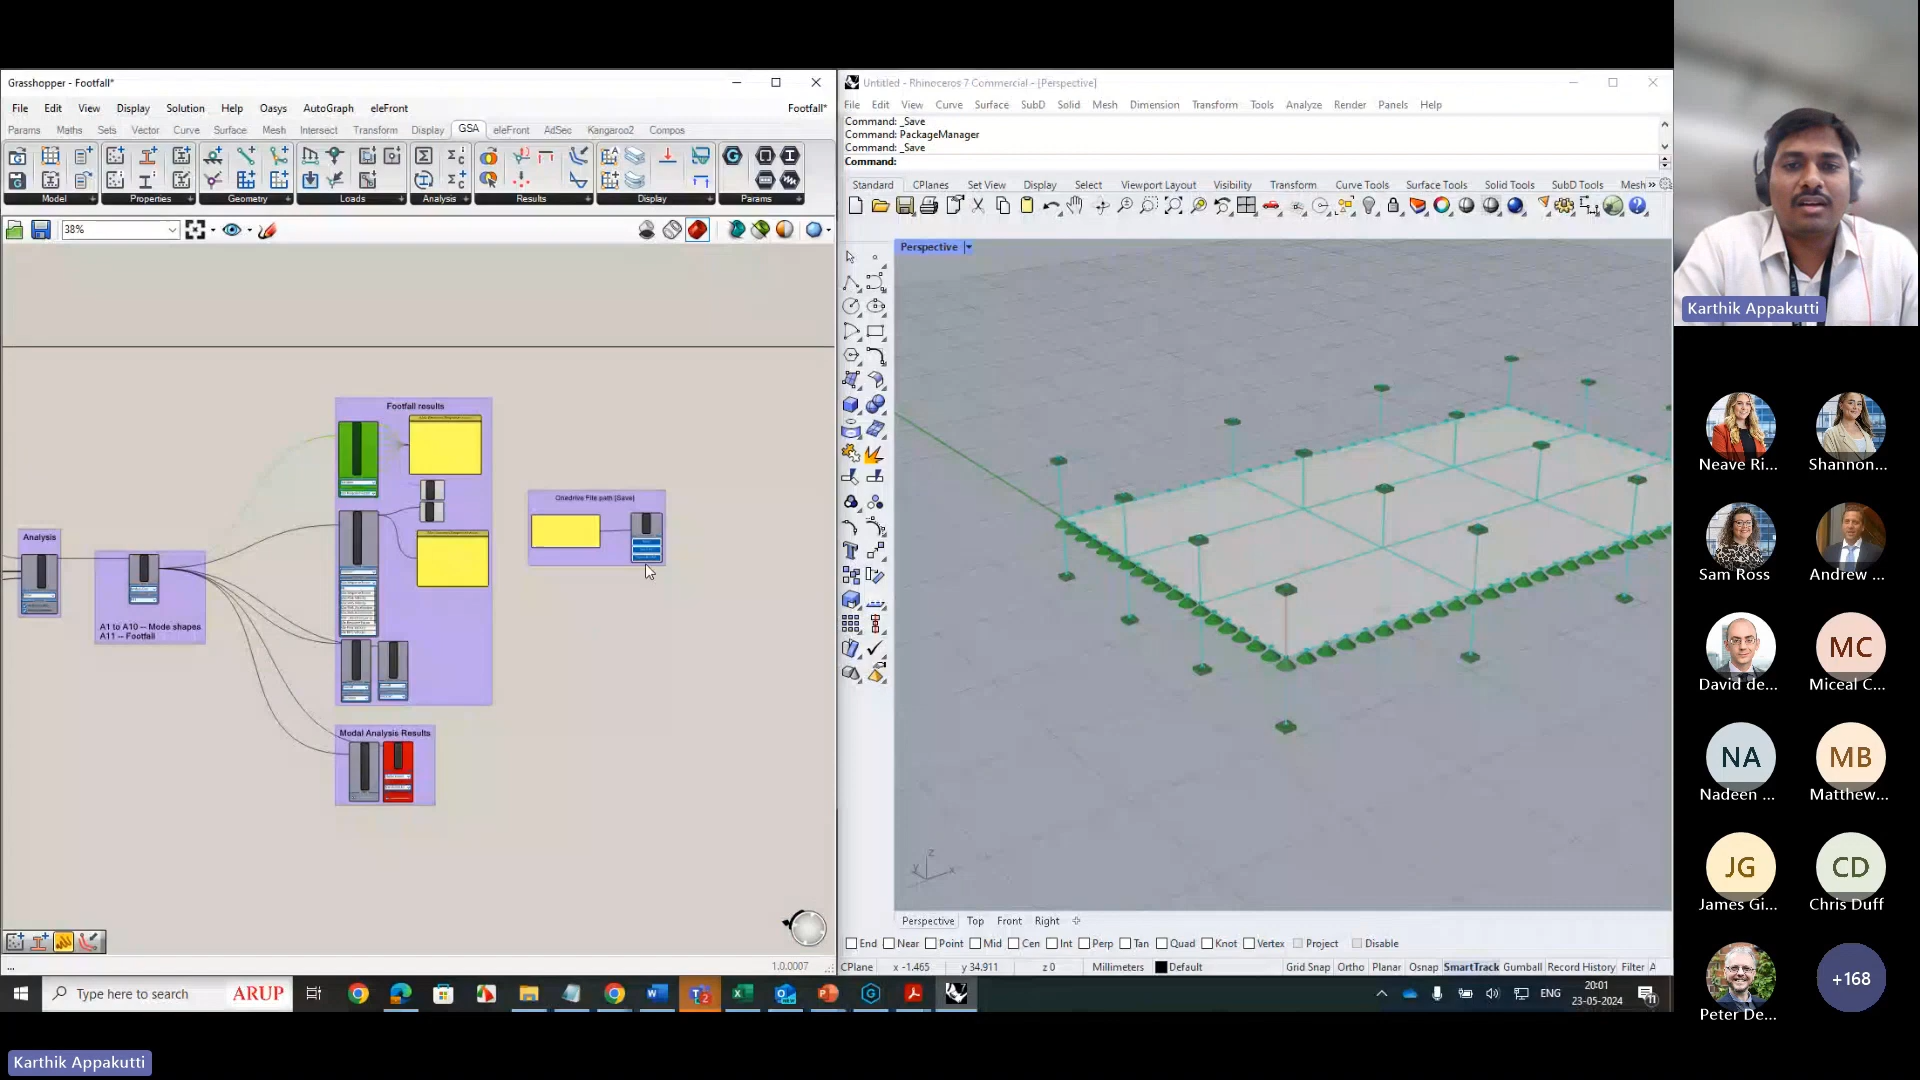 Grasshopper - Footfall*
File Edit View Display Solution Help Oasys AutoGraph eleFront Footfall*
Params Maths Sets Vector Curve Surface Mesh Intersect Transform Display GSA eleFront AdSec Kangaroo2 Compos
Model Properties Geometry Loads Analysis Results Display Params
38%
Footfall results
Onedrive File path [Save]
Analysis
A1 to A10 -- Mode shapes
A11 -- Footfall
Modal Analysis Results
...
1.0.0007
Untitled - Rhinoceros 7 Commercial - [Perspective]
File Edit View Curve Surface SubD Solid Mesh Dimension Transform Tools Analyze Render Panels Help
Command: _Save
Command: PackageManager
Command: _Save
Command:
Standard CPlanes Set View Display Select Viewport Layout Visibility Transform Curve Tools Surface Tools Solid Tools SubD Tools Mesh »
Perspective
z
y
x
Perspective Top Front Right
End Near Point Mid Cen Int Perp Tan Quad Knot Vertex Project Disable
CPlane x -1.465 y 34.911 z 0 Millimeters Default Grid Snap Ortho Planar Osnap SmartTrack Gumball Record History Filter A
Type here to search ARUP
ENG
20:01
23-05-2024
11
Karthik Appakutti
Neave Ri... Shannon...
Sam Ross Andrew ...
MC
David de... Miceal C...
NA MB
Nadeen ... Matthew...
JG CD
James Gi... Chris Duff
+168
Peter De...
Karthik Appakutti